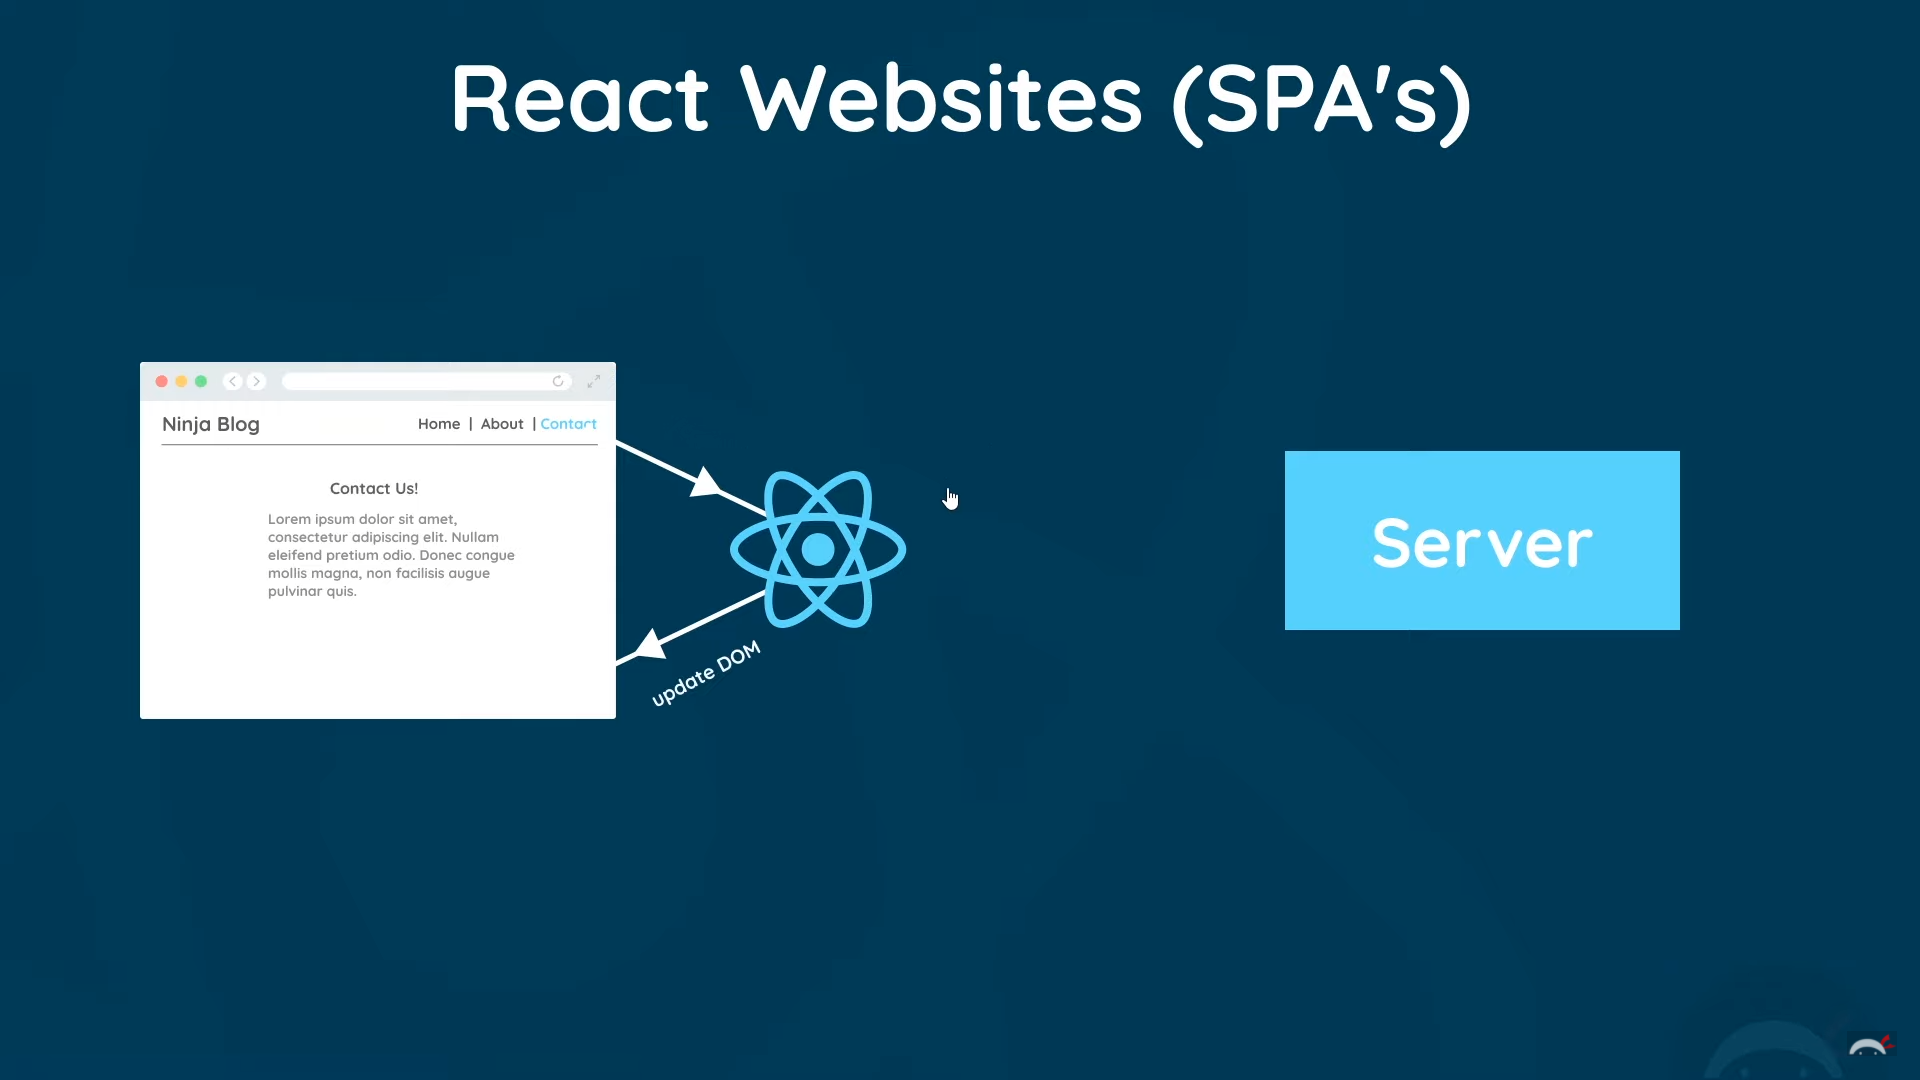 React Websites (SPA's)
Ninja Blog
Home | About | Contact
Contact Us!
Lorem ipsum dolor sit amet,
consectetur adipiscing elit. Nullam
eleifend pretium odio. Donec congue
mollis magna, non facilisis augue
pulvinar quis.
update DOM
Server